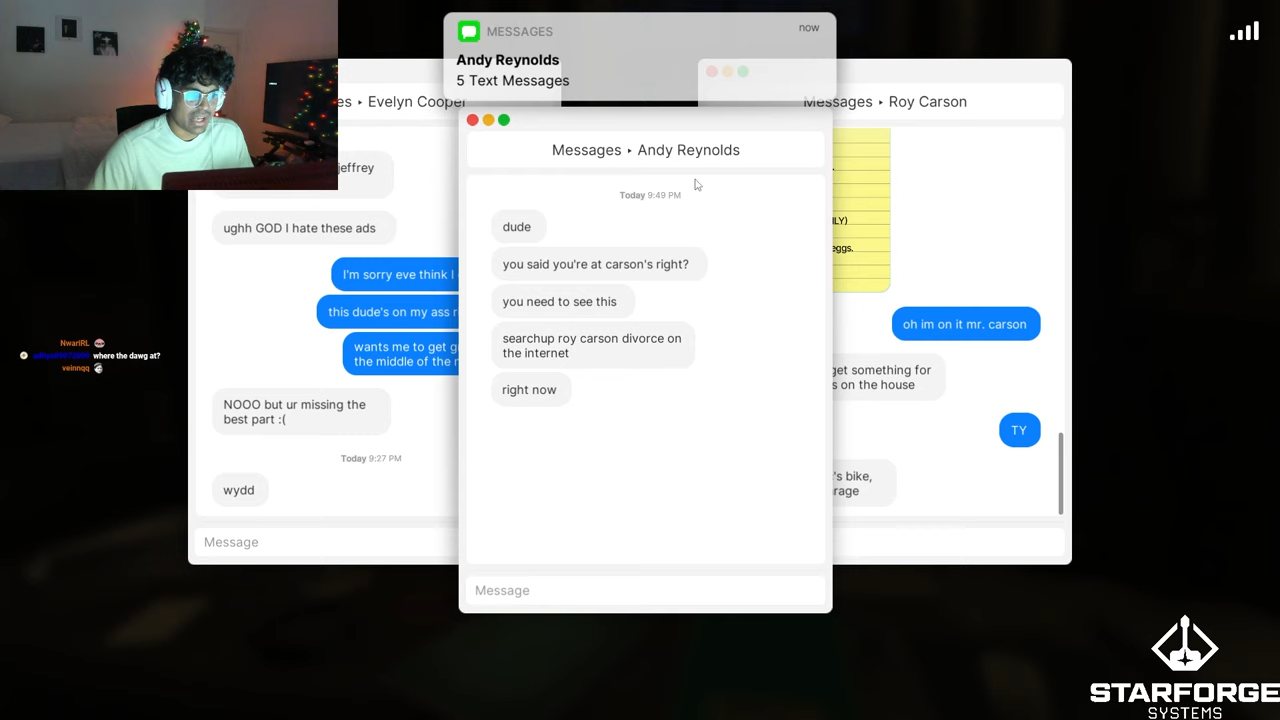 MESSAGES
now
Andy Reynolds
5 Text Messages
es ▸ Evelyn Cooper
jeffrey
ughh GOD I hate these ads
I'm sorry eve think I
this dude's on my ass
wants me to get
the middle of the
NOOO but ur missing the
best part :(
Today 9:27 PM
wydd
Message
Messages ▸ Andy Reynolds
Today 9:49 PM
dude
you said you're at carson's right?
you need to see this
searchup roy carson divorce on
the internet
right now
Message
Messages ▸ Roy Carson
ILY)
eggs.
oh im on it mr. carson
get something for
s on the house
TY
's bike,
arage
NwarIRL
where the dawg at?
veinnqq
STARFORGE
SYSTEMS